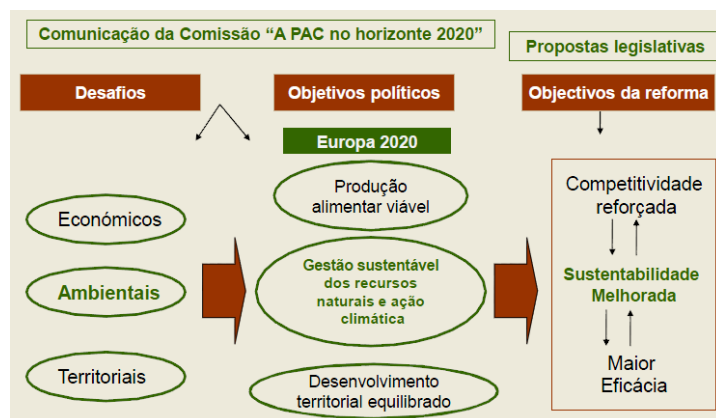 Comunicação da Comissão “A PAC no horizonte 2020”
Propostas legislativas
Desafios
Objetivos políticos
Objectivos da reforma
Europa 2020
Económicos
Ambientais
Territoriais
Produção
alimentar viável
Gestão sustentável
dos recursos
naturais e ação
climática
Desenvolvimento
territorial equilibrado
Competitividade
reforçada
Sustentabilidade
Melhorada
Maior
Eficácia